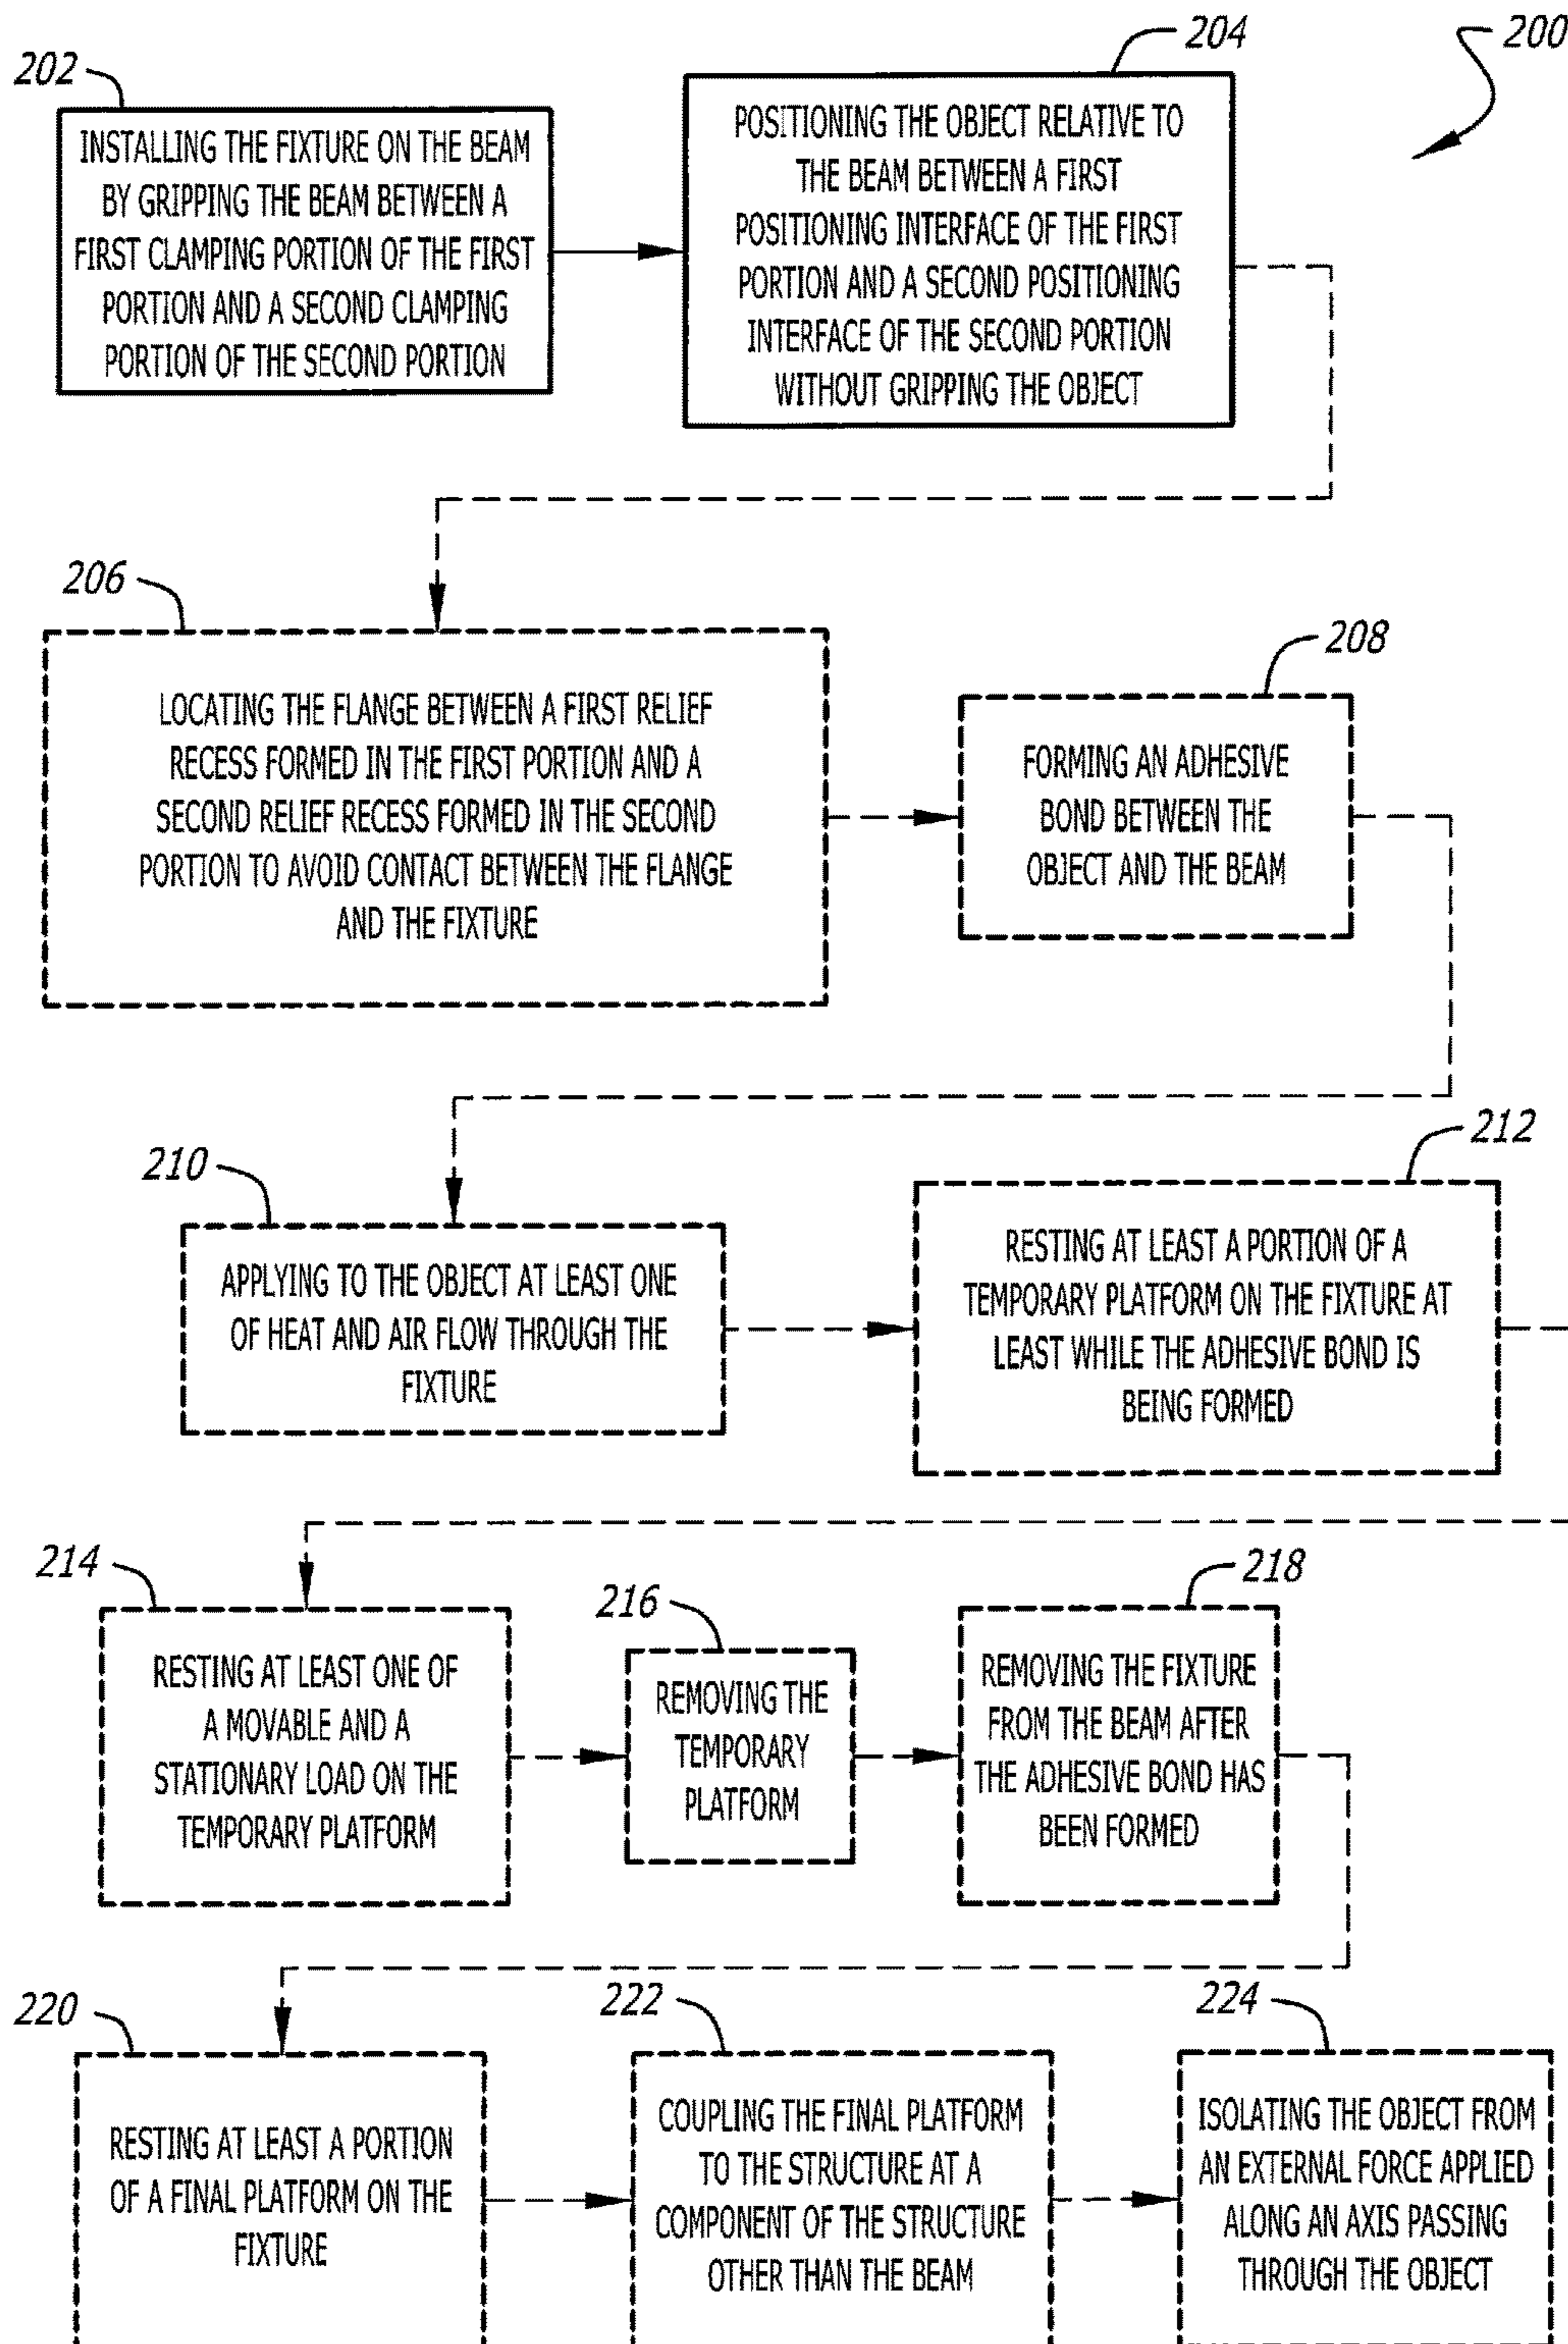 200
202
INSTALLING THE FIXTURE ON THE BEAM
BY GRIPPING THE BEAM BETWEEN A
FIRST CLAMPING PORTION OF THE FIRST
PORTION AND A SECOND CLAMPING
PORTION OF THE SECOND PORTION
204
POSITIONING THE OBJECT RELATIVE TO
THE BEAM BETWEEN A FIRST
POSITIONING INTERFACE OF THE FIRST
PORTION AND A SECOND POSITIONING
INTERFACE OF THE SECOND PORTION
WITHOUT GRIPPING THE OBJECT
206
LOCATING THE FLANGE BETWEEN A FIRST RELIEF
RECESS FORMED IN THE FIRST PORTION AND A
SECOND RELIEF RECESS FORMED IN THE SECOND
PORTION TO AVOID CONTACT BETWEEN THE FLANGE
AND THE FIXTURE
208
FORMING AN ADHESIVE
BOND BETWEEN THE
OBJECT AND THE BEAM
210
APPLYING TO THE OBJECT AT LEAST ONE
OF HEAT AND AIR FLOW THROUGH THE
FIXTURE
212
RESTING AT LEAST A PORTION OF A
TEMPORARY PLATFORM ON THE FIXTURE AT
LEAST WHILE THE ADHESIVE BOND IS
BEING FORMED
214
RESTING AT LEAST ONE OF
A MOVABLE AND A
STATIONARY LOAD ON THE
TEMPORARY PLATFORM
216
REMOVING THE
TEMPORARY
PLATFORM
218
REMOVING THE FIXTURE
FROM THE BEAM AFTER
THE ADHESIVE BOND HAS
BEEN FORMED
220
RESTING AT LEAST A PORTION
OF A FINAL PLATFORM ON THE
FIXTURE
222
COUPLING THE FINAL PLATFORM
TO THE STRUCTURE AT A
COMPONENT OF THE STRUCTURE
OTHER THAN THE BEAM
224
ISOLATING THE OBJECT FROM
AN EXTERNAL FORCE APPLIED
ALONG AN AXIS PASSING
THROUGH THE OBJECT